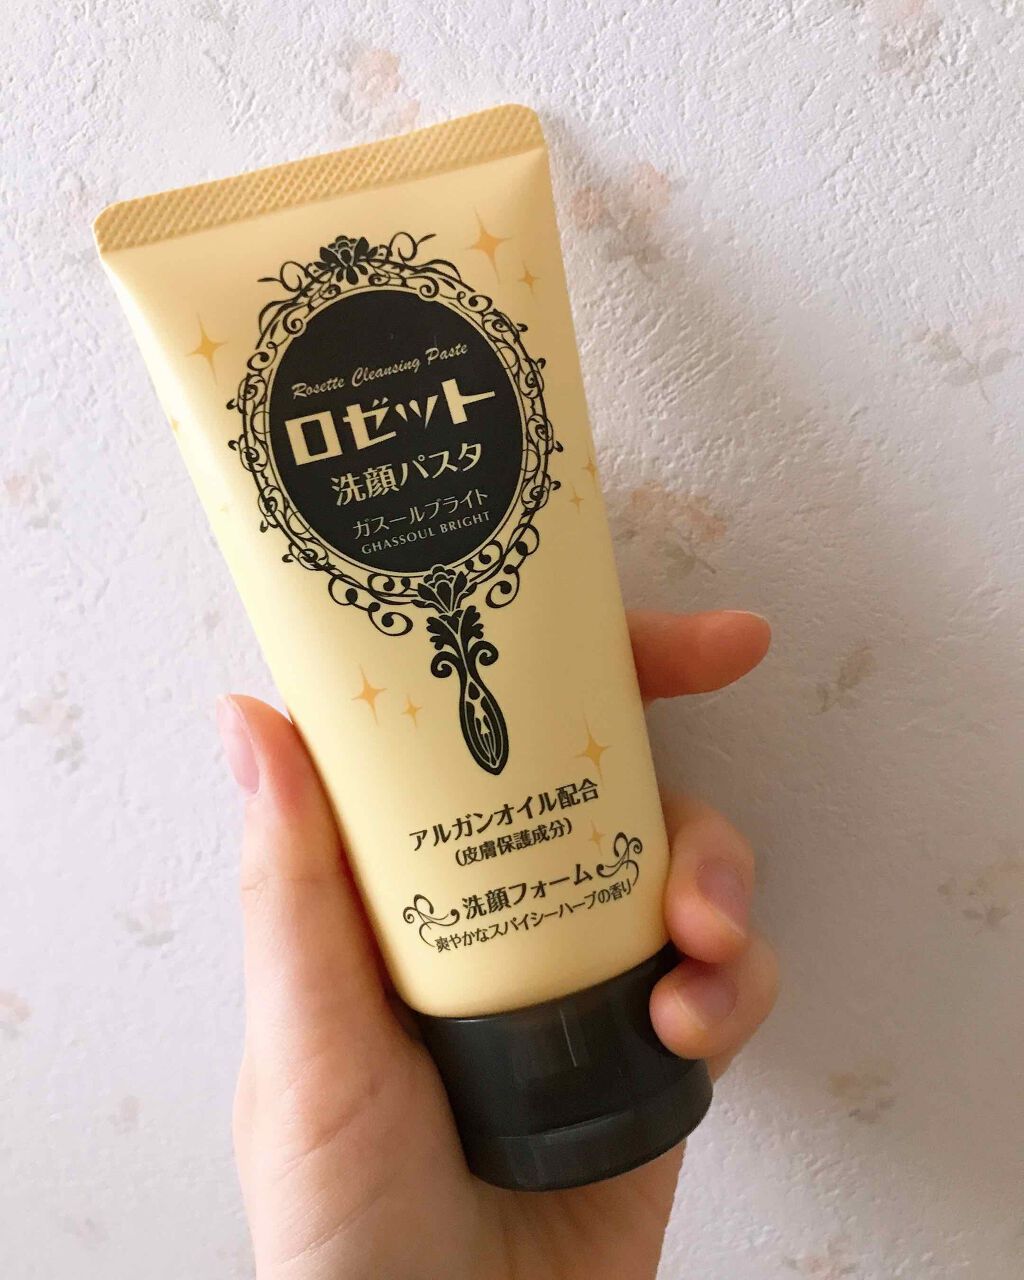 Rosette Cleansing Paste
ロゼット
洗顔パスタ
ガスールブライト
GHASSOUL BRIGHT
アルガンオイル配合
(皮膚保護成分)
洗顔フォーム
爽やかなスパイシーハーブの香り